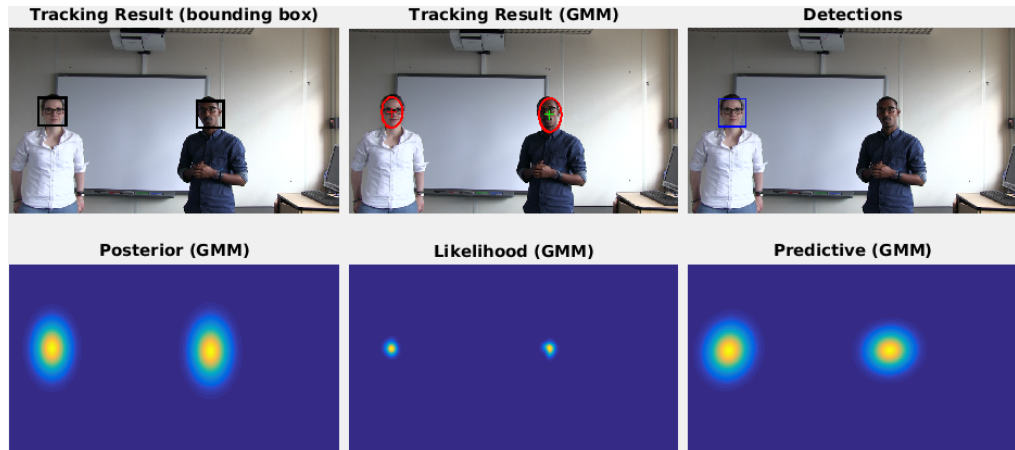 Tracking Result (bounding box)
Tracking Result (GMM)
Detections
Posterior (GMM)
Likelihood (GMM)
Predictive (GMM)